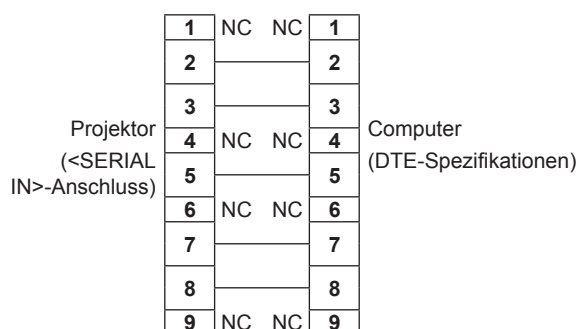 1 NC NC 1
2 2
3 3
Projektor
4 NC NC 4
Computer
(<SERIAL
(DTE-Spezifikationen)
5 5
IN>-Anschluss)
6 NC NC 6
7 7
8 8
9 NC NC 9